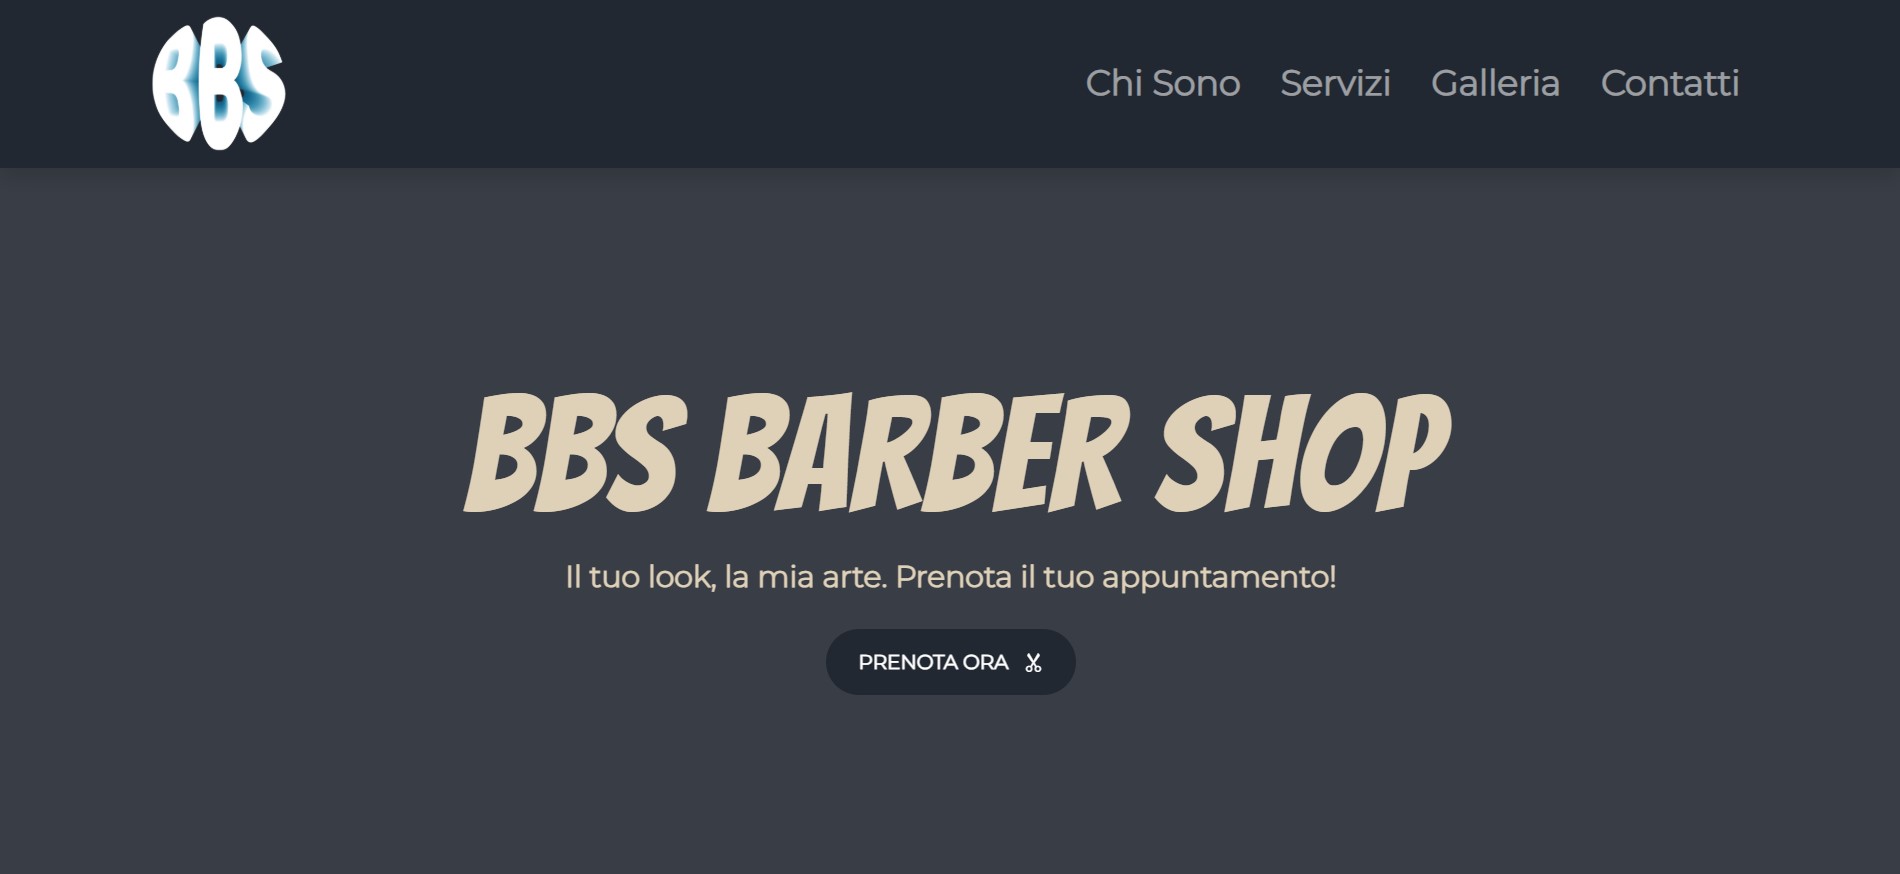 BBS
Chi Sono Servizi Galleria Contatti
BBS BARBER SHOP
Il tuo look, la mia arte. Prenota il tuo appuntamento!
PRENOTA ORA